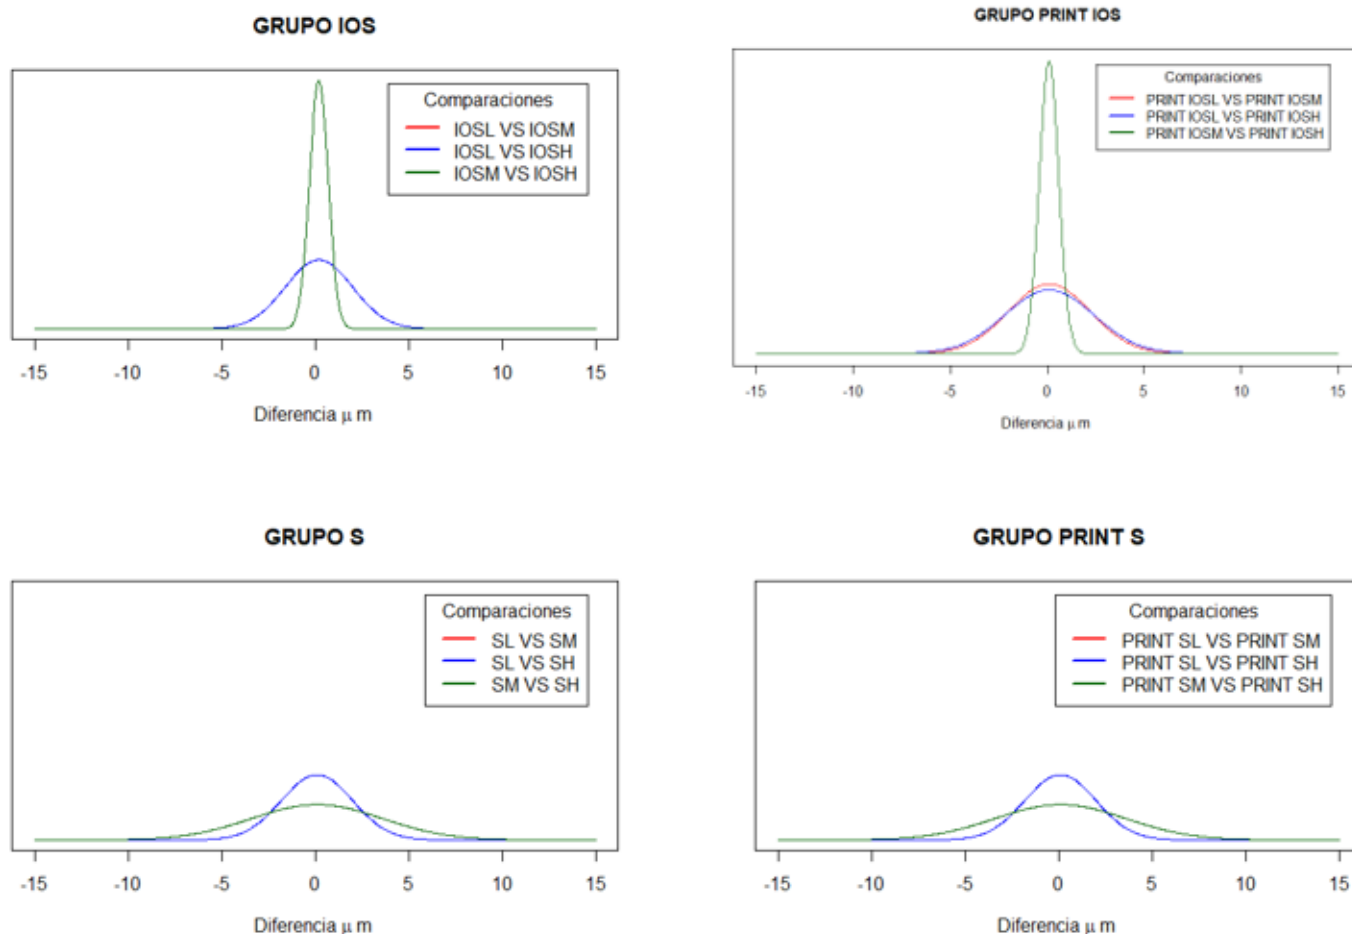 GRUPO IOS
Comparaciones
IOSL VS IOSM
IOSL VS IOSH
IOSM VS IOSH
-15 -10 -5 0 5 10 15
Diferencia μ m
GRUPO PRINT IOS
Comparaciones
PRINT IOSL VS PRINT IOSM
PRINT IOSL VS PRINT IOSH
PRINT IOSM VS PRINT IOSH
-15 -10 -5 0 5 10 15
Diferencia μ m
GRUPO S
Comparaciones
SL VS SM
SL VS SH
SM VS SH
-15 -10 -5 0 5 10 15
Diferencia μ m
GRUPO PRINT S
Comparaciones
PRINT SL VS PRINT SM
PRINT SL VS PRINT SH
PRINT SM VS PRINT SH
-15 -10 -5 0 5 10 15
Diferencia μ m